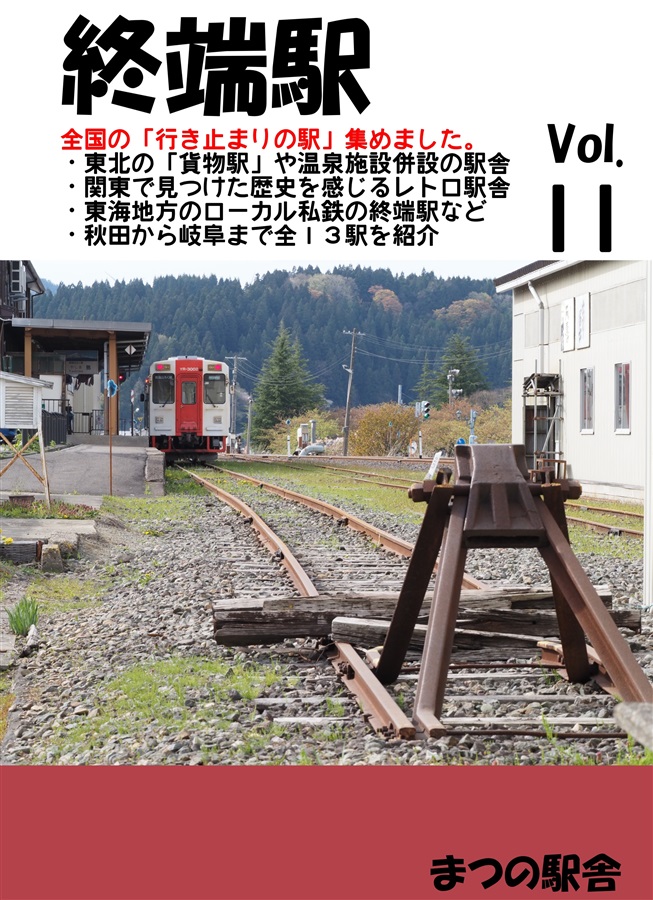 終端駅
全国の「行き止まりの駅」集めました。
・東北の「貨物駅」や温泉施設併設の駅舎
・関東で見つけた歴史を感じるレトロ駅舎
・東海地方のローカル私鉄の終端駅など
・秋田から岐阜まで全１３駅を紹介
Vol.
11
まつの駅舎